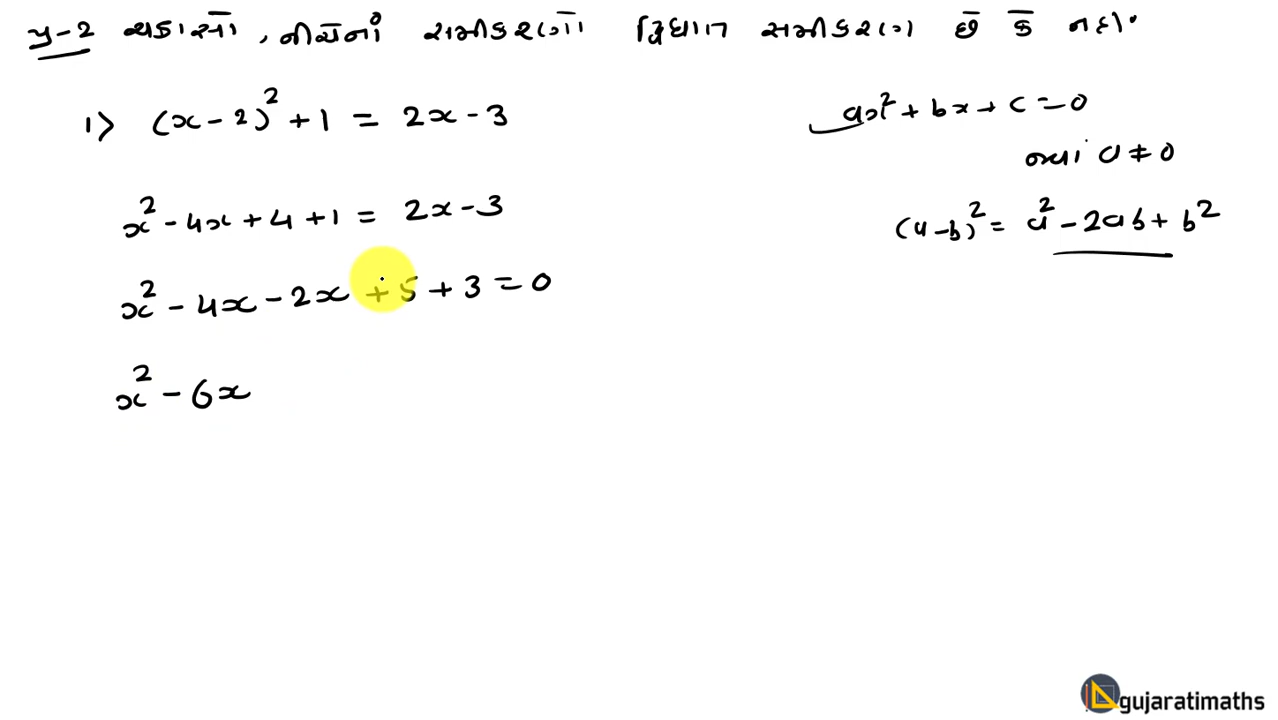 પ્ર-2 ચકાસો, નીચેનાં સમીકરણો દ્વિઘાત સમીકરણ છે કે નહીં.
1) (x - 2)² + 1 = 2x - 3
ax² + bx + c = 0
જ્યાં a ≠ 0
x² - 4x + 4 + 1 = 2x - 3
(a - b)² = a² - 2ab + b²
x² - 4x - 2x + 5 + 3 = 0
x² - 6x
gujaratimaths